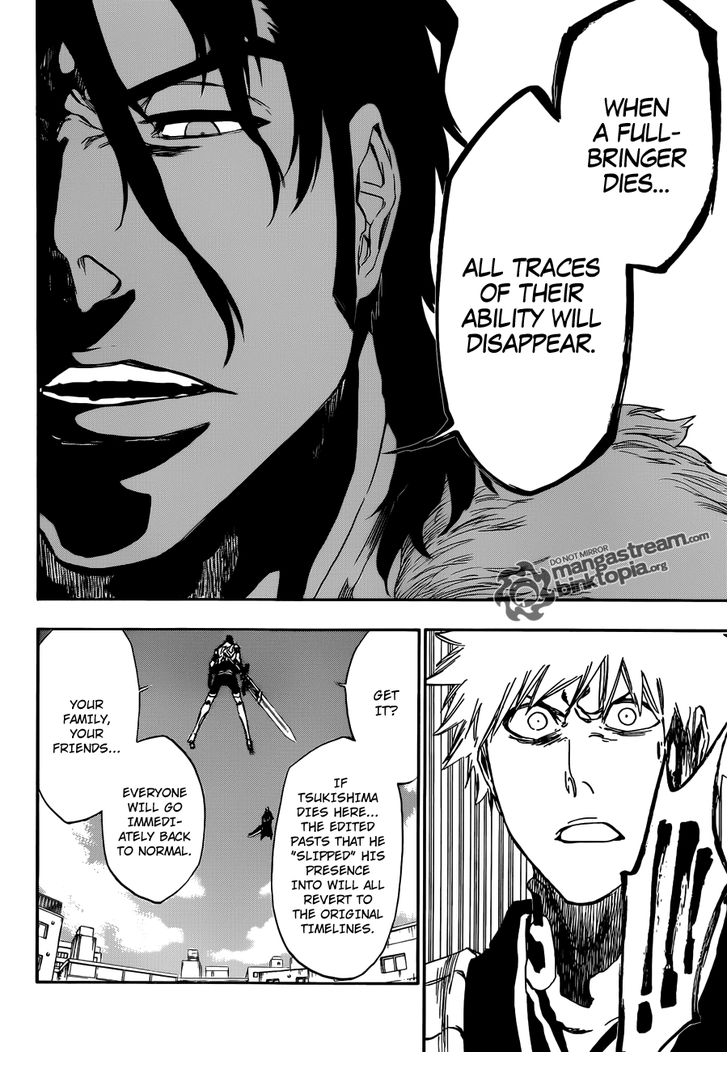 WHEN
A FULL-
BRINGER
DIES...
ALL TRACES
OF THEIR
ABILITY WILL
DISAPPEAR.
DO NOT MIRROR
mangastream.com
binktopia.org
GET
IT?
IF
TSUKISHIMA
DIES HERE...
THE EDITED
PASTS THAT HE
"SLIPPED" HIS
PRESENCE
INTO WILL ALL
REVERT TO
THE ORIGINAL
TIMELINES.
YOUR
FAMILY,
YOUR
FRIENDS...
EVERYONE
WILL GO
IMMEDI-
ATELY BACK
TO NORMAL.